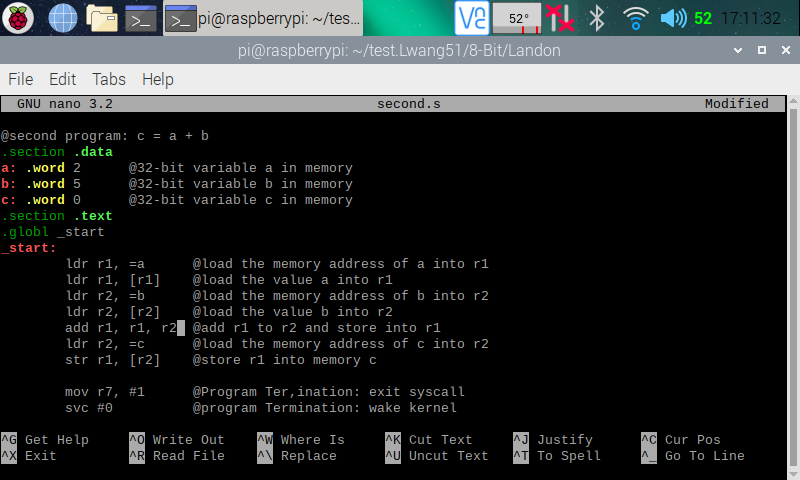 pi@raspberrypi: ~/tes...
52°
52
17:11:32
pi@raspberrypi: ~/test.Lwang51/8-Bit/Landon
File Edit Tabs Help
GNU nano 3.2 second.s Modified
@second program: c = a + b
.section .data
a: .word 2 @32-bit variable a in memory
b: .word 5 @32-bit variable b in memory
c: .word 0 @32-bit variable c in memory
.section .text
.globl _start
_start:
ldr r1, =a @load the memory address of a into r1
ldr r1, [r1] @load the value a into r1
ldr r2, =b @load the memory address of b into r2
ldr r2, [r2] @load the value b into r2
add r1, r1, r2 @add r1 to r2 and store into r1
ldr r2, =c @load the memory address of c into r2
str r1, [r2] @store r1 into memory c
mov r7, #1 @Program Ter,ination: exit syscall
svc #0 @program Termination: wake kernel
^G Get Help ^O Write Out ^W Where Is ^K Cut Text ^J Justify ^C Cur Pos
^X Exit ^R Read File ^\ Replace ^U Uncut Text ^T To Spell ^_ Go To Line